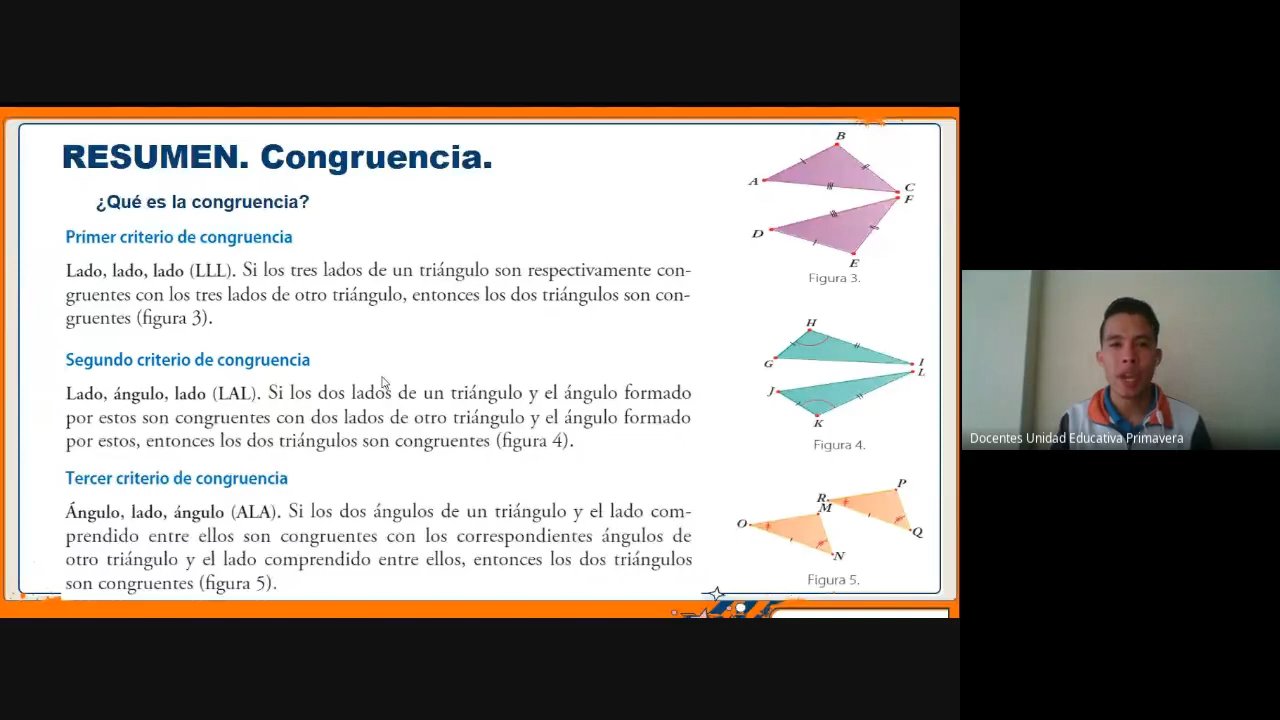 RESUMEN. Congruencia.
¿Qué es la congruencia?
Primer criterio de congruencia
Lado, lado, lado (LLL). Si los tres lados de un triángulo son respectivamente con-
gruentes con los tres lados de otro triángulo, entonces los dos triángulos son con-
gruentes (figura 3).
Segundo criterio de congruencia
Lado, ángulo, lado (LAL). Si los dos lados de un triángulo y el ángulo formado
por estos son congruentes con dos lados de otro triángulo y el ángulo formado
por estos, entonces los dos triángulos son congruentes (figura 4).
Tercer criterio de congruencia
Ángulo, lado, ángulo (ALA). Si los dos ángulos de un triángulo y el lado com-
prendido entre ellos son congruentes con los correspondientes ángulos de
otro triángulo y el lado comprendido entre ellos, entonces los dos triángulos
son congruentes (figura 5).
B
A
C
F
D
E
Figura 3.
H
G
I
L
J
K
Figura 4.
P
R
M
O
Q
N
Figura 5.
Docentes Unidad Educativa Primavera